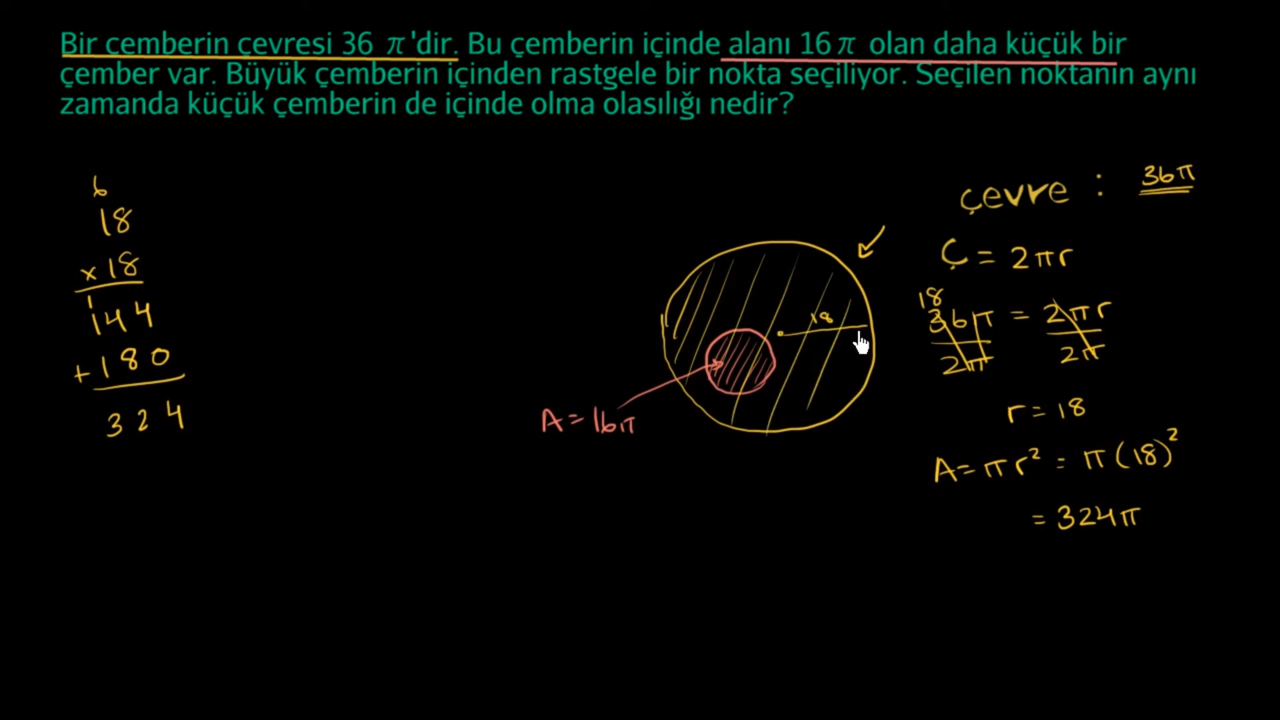 Bir çemberin çevresi 36 π'dir. Bu çemberin içinde alanı 16π olan daha küçük bir
çember var. Büyük çemberin içinden rastgele bir nokta seçiliyor. Seçilen noktanın aynı
zamanda küçük çemberin de içinde olma olasılığı nedir?
6
18
x 18
1
144
+ 180
324
18
A = 16π
çevre : 36π
Ç = 2πr
18
36π = 2πr
2π 2π
r = 18
A = πr² = π(18)²
= 324π